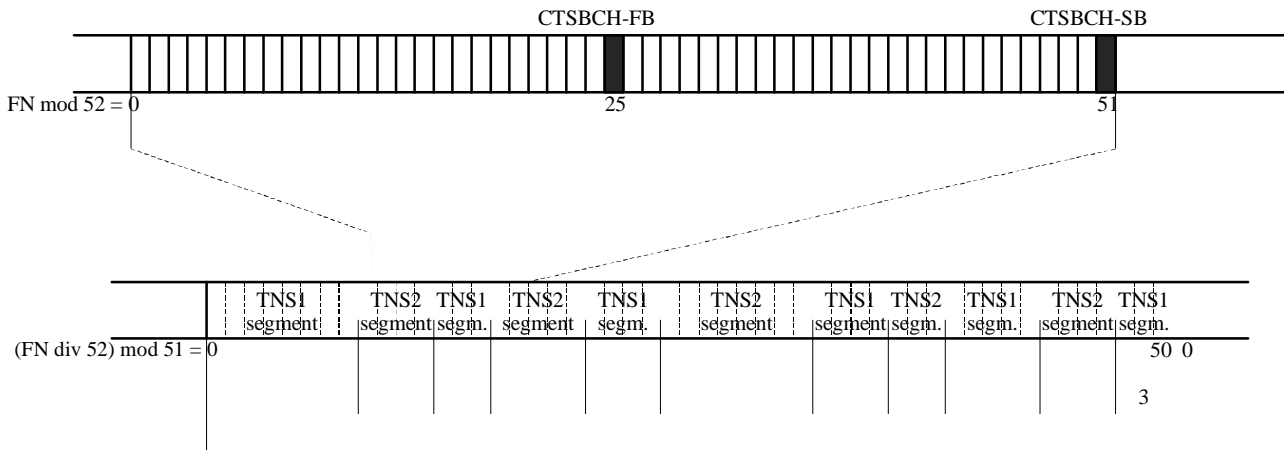 CTSBCH-FB CTSBCH-SB
FN mod 52 = 0 25 51
TNS1 TNS2 TNS1 TNS2 TNS1 TNS2 TNS1 TNS2 TNS1 TNS2 TNS1
segment segment segm. segment segm. segment segment segm. segm. segment segm.
(FN div 52) mod 51 = 0 50 0
3